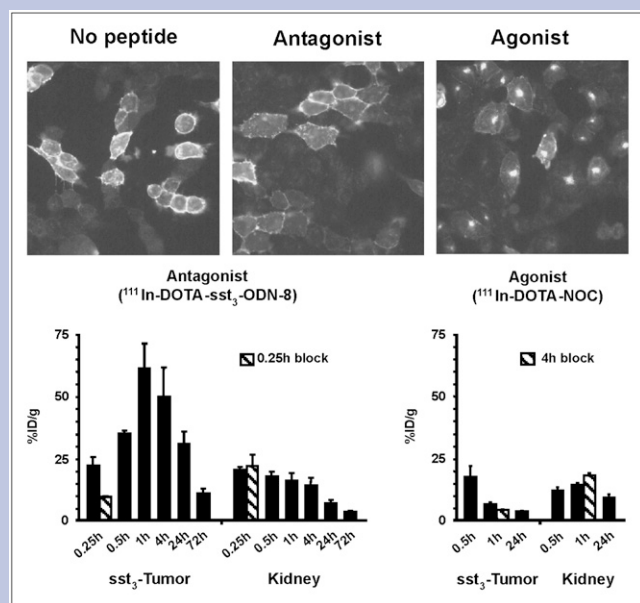 No peptide
Antagonist
Agonist
Antagonist
(¹¹¹In-DOTA-sst₃-ODN-8)
Agonist
(¹¹¹In-DOTA-NOC)
75
50
25
0
%ID/g
0.25h block
0.25h 0.5h 1h 4h 24h 72h
0.25h 0.5h 1h 4h 24h 72h
sst₃-Tumor Kidney
75
50
25
0
%ID/g
4h block
0.5h 1h 24h
0.5h 1h 24h
sst₃-Tumor Kidney